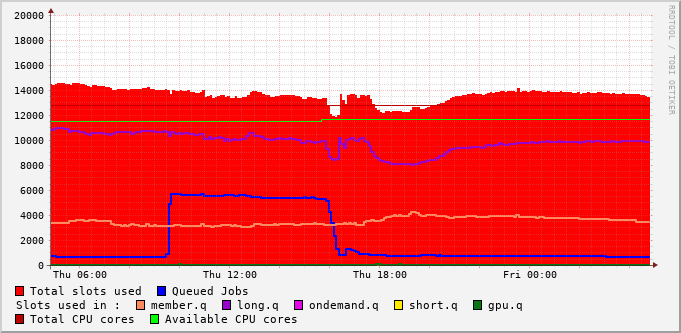 20000
18000
16000
14000
12000
10000
8000
6000
4000
2000
0
Thu 06:00 Thu 12:00 Thu 18:00 Fri 00:00
RRDTOOL / TOBI OETIKER
Total slots used Queued Jobs
Slots used in : member.q long.q ondemand.q short.q gpu.q
Total CPU cores Available CPU cores